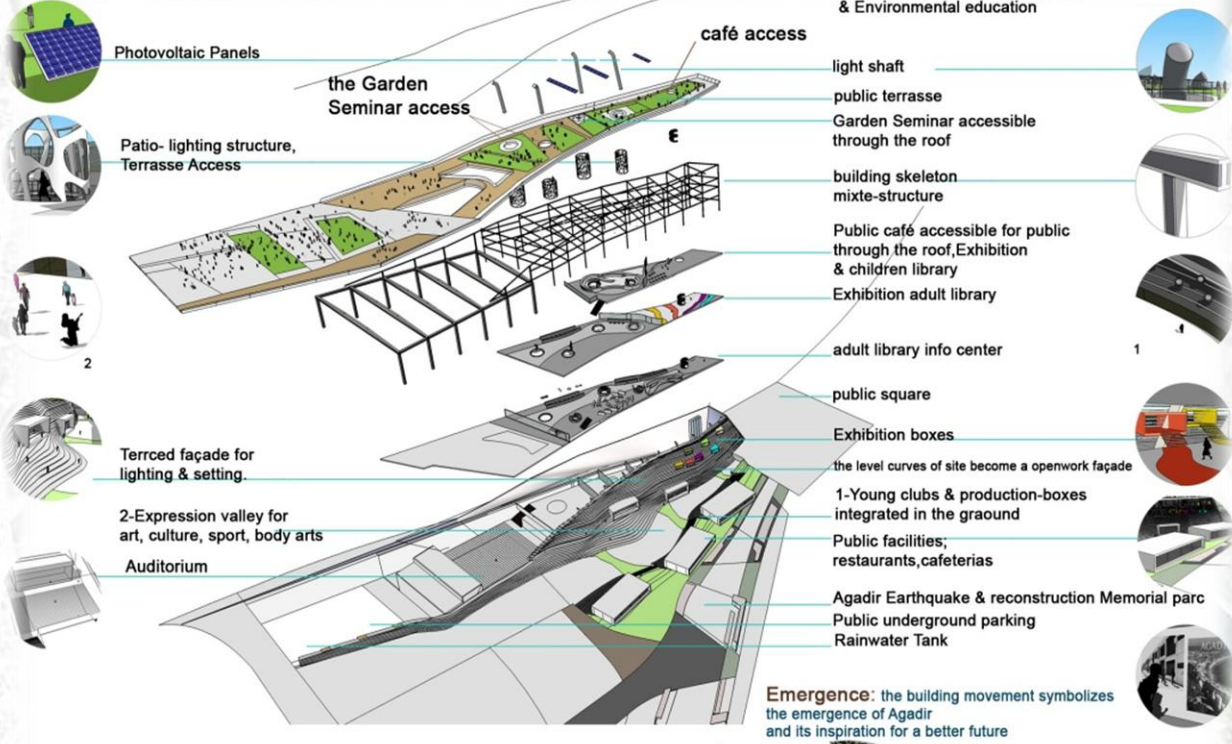 & Environmental education
café access
Photovoltaic Panels
light shaft
the Garden
Seminar access
public terrasse
Garden Seminar accessible
through the roof
Patio- lighting structure,
Terrasse Access
building skeleton
mixte-structure
Public café accessible for public
through the roof,Exhibition
& children library
Exhibition adult library
2
adult library info center
1
public square
Exhibition boxes
Terrced façade for
lighting & setting.
the level curves of site become a openwork façade
1-Young clubs & production-boxes
integrated in the graound
2-Expression valley for
art, culture, sport, body arts
Public facilities;
restaurants,cafeterias
Auditorium
Agadir Earthquake & reconstruction Memorial parc
Public underground parking
Rainwater Tank
Emergence: the building movement symbolizes
the emergence of Agadir
and its inspiration for a better future